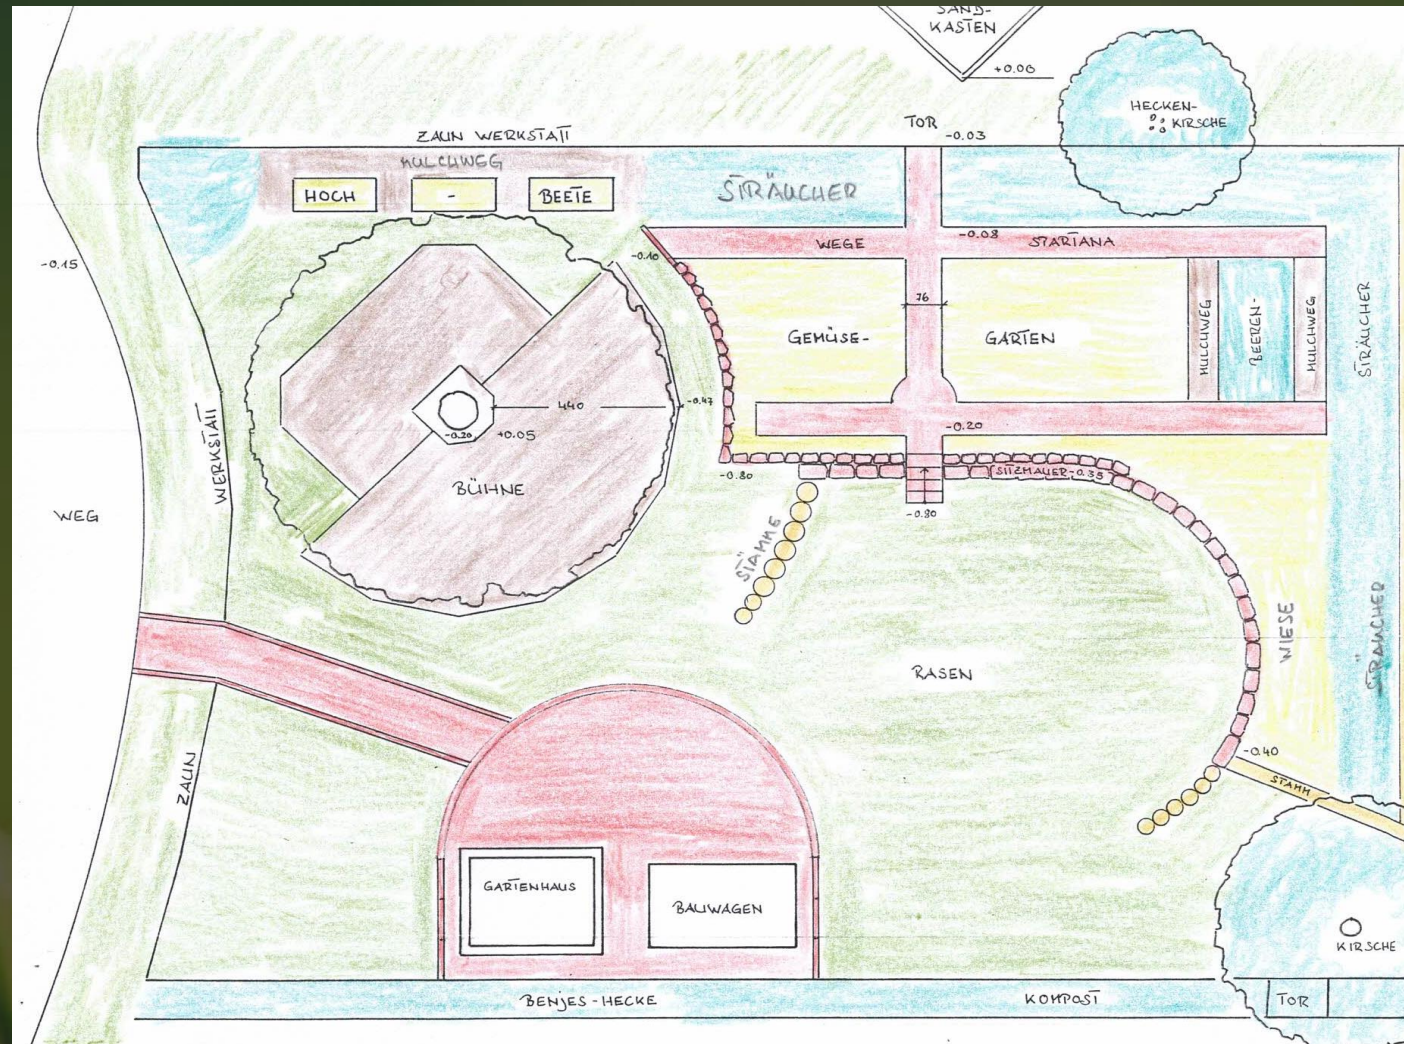 SAND-
KASTEN
+0.06
HECKEN-
KIRSCHE
TOR
-0.03
ZAUN WERKSTATT
MULCHWEG
HOCH
-
BEETE
STRÄUCHER
-0.08
WEGE
STARTANA
-0.10
-0.15
76
GEMÜSE-
GARTEN
MULCHWEG
BEEREN-
MULCHWEG
STRÄUCHER
440
-0.47
-0.20
+0.05
-0.20
WERKSTATT
BÜHNE
-0.80
SITZMAUER -0.35
-0.80
WEG
STÄMME
WIESE
STRÄUCHER
RASEN
-0.40
STAMM
ZAUN
GARTENHAUS
BAUWAGEN
KIRSCHE
BENJES-HECKE
KOMPOST
TOR